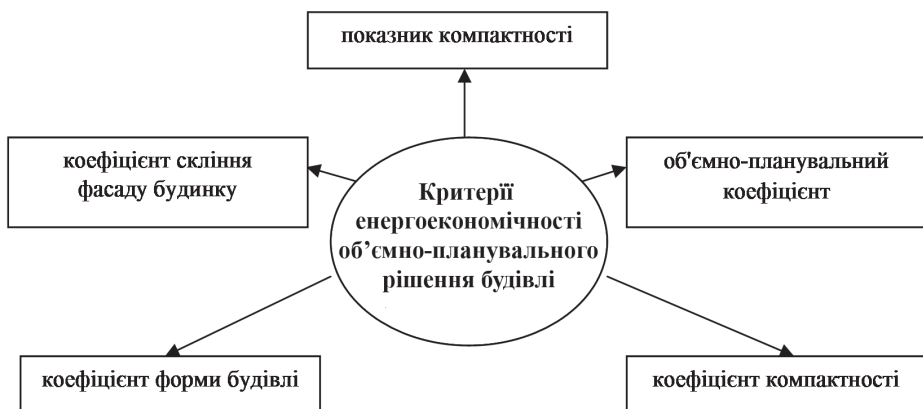 показник компактності
коефіцієнт скління
фасаду будинку
об'ємно-планувальний
коефіцієнт
Критерії
енергоекономічності
об’ємно-планувального
рішення будівлі
коефіцієнт форми будівлі
коефіцієнт компактності